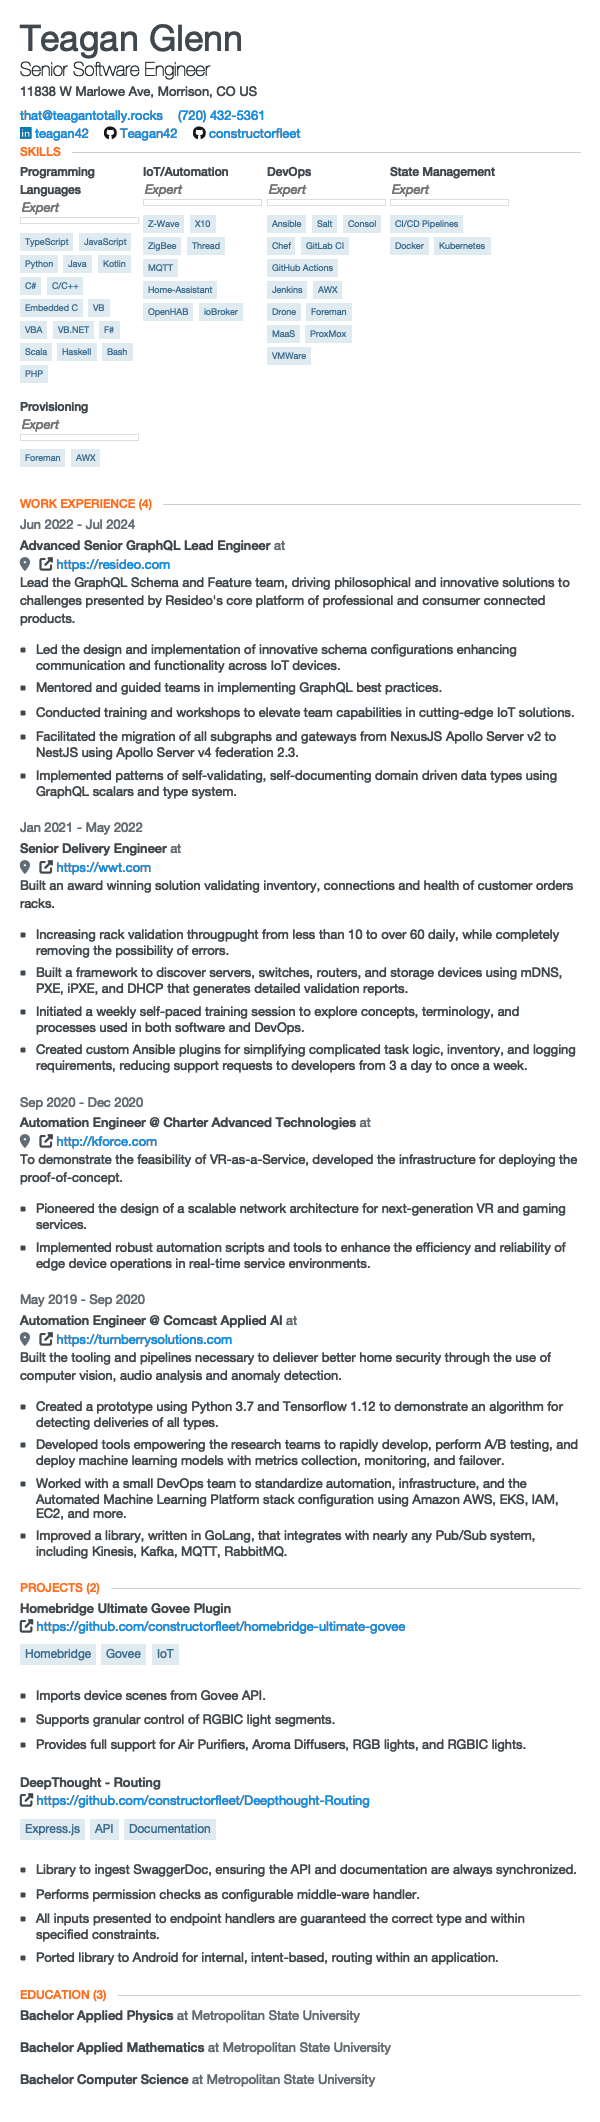 Teagan Glenn
Senior Software Engineer
11838 W Marlowe Ave, Morrison, CO US
that@teagantotally.rocks (720) 432-5361
teagan42 Teagan42 constructorfleet
SKILLS
Programming
Languages
Expert
TypeScript JavaScript
Python Java Kotlin
C# C/C++
Embedded C VB
VBA VB.NET F#
Scala Haskell Bash
PHP
IoT/Automation
Expert
Z-Wave X10
ZigBee Thread
MQTT
Home-Assistant
OpenHAB ioBroker
DevOps
Expert
Ansible Salt Consol
Chef GitLab CI
GitHub Actions
Jenkins AWX
Drone Foreman
MaaS ProxMox
VMWare
State Management
Expert
CI/CD Pipelines
Docker Kubernetes
Provisioning
Expert
Foreman AWX
WORK EXPERIENCE (4)
Jun 2022 - Jul 2024
Advanced Senior GraphQL Lead Engineer at
https://resideo.com
Lead the GraphQL Schema and Feature team, driving philosophical and innovative solutions to
challenges presented by Resideo's core platform of professional and consumer connected
products.
Led the design and implementation of innovative schema configurations enhancing
communication and functionality across IoT devices.
Mentored and guided teams in implementing GraphQL best practices.
Conducted training and workshops to elevate team capabilities in cutting-edge IoT solutions.
Facilitated the migration of all subgraphs and gateways from NexusJS Apollo Server v2 to
NestJS using Apollo Server v4 federation 2.3.
Implemented patterns of self-validating, self-documenting domain driven data types using
GraphQL scalars and type system.
Jan 2021 - May 2022
Senior Delivery Engineer at
https://wwt.com
Built an award winning solution validating inventory, connections and health of customer orders
racks.
Increasing rack validation througpught from less than 10 to over 60 daily, while completely
removing the possibility of errors.
Built a framework to discover servers, switches, routers, and storage devices using mDNS,
PXE, iPXE, and DHCP that generates detailed validation reports.
Initiated a weekly self-paced training session to explore concepts, terminology, and
processes used in both software and DevOps.
Created custom Ansible plugins for simplifying complicated task logic, inventory, and logging
requirements, reducing support requests to developers from 3 a day to once a week.
Sep 2020 - Dec 2020
Automation Engineer @ Charter Advanced Technologies at
http://kforce.com
To demonstrate the feasibility of VR-as-a-Service, developed the infrastructure for deploying the
proof-of-concept.
Pioneered the design of a scalable network architecture for next-generation VR and gaming
services.
Implemented robust automation scripts and tools to enhance the efficiency and reliability of
edge device operations in real-time service environments.
May 2019 - Sep 2020
Automation Engineer @ Comcast Applied AI at
https://turnberrysolutions.com
Built the tooling and pipelines necessary to deliever better home security through the use of
computer vision, audio analysis and anomaly detection.
Created a prototype using Python 3.7 and Tensorflow 1.12 to demonstrate an algorithm for
detecting deliveries of all types.
Developed tools empowering the research teams to rapidly develop, perform A/B testing, and
deploy machine learning models with metrics collection, monitoring, and failover.
Worked with a small DevOps team to standardize automation, infrastructure, and the
Automated Machine Learning Platform stack configuration using Amazon AWS, EKS, IAM,
EC2, and more.
Improved a library, written in GoLang, that integrates with nearly any Pub/Sub system,
including Kinesis, Kafka, MQTT, RabbitMQ.
PROJECTS (2)
Homebridge Ultimate Govee Plugin
https://github.com/constructorfleet/homebridge-ultimate-govee
Homebridge Govee IoT
Imports device scenes from Govee API.
Supports granular control of RGBIC light segments.
Provides full support for Air Purifiers, Aroma Diffusers, RGB lights, and RGBIC lights.
DeepThought - Routing
https://github.com/constructorfleet/Deepthought-Routing
Express.js API Documentation
Library to ingest SwaggerDoc, ensuring the API and documentation are always synchronized.
Performs permission checks as configurable middle-ware handler.
All inputs presented to endpoint handlers are guaranteed the correct type and within
specified constraints.
Ported library to Android for internal, intent-based, routing within an application.
EDUCATION (3)
Bachelor Applied Physics at Metropolitan State University
Bachelor Applied Mathematics at Metropolitan State University
Bachelor Computer Science at Metropolitan State University